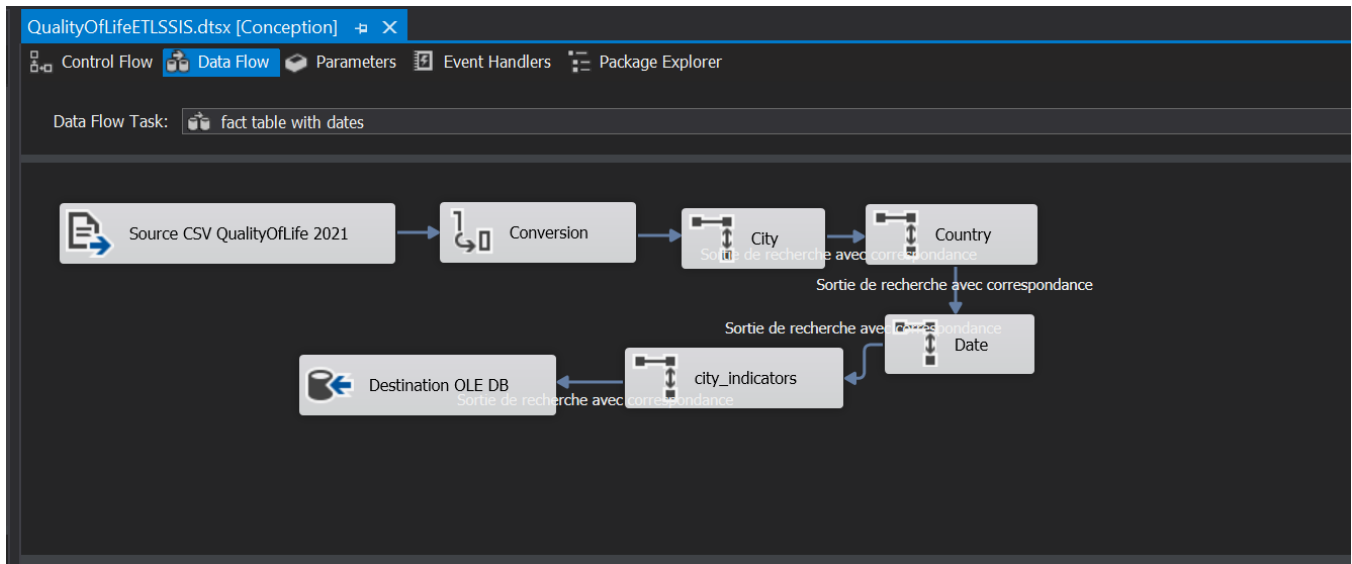 QualityOfLifeETLSSIS.dtsx [Conception]
Control Flow Data Flow Parameters Event Handlers Package Explorer
Data Flow Task: fact table with dates
Source CSV QualityOfLife 2021
Conversion
City
Country
Sortie de recherche avec correspondance
Sortie de recherche avec correspondance
Sortie de recherche avec correspondance
Date
city_indicators
Destination OLE DB
Sortie de recherche avec correspondance